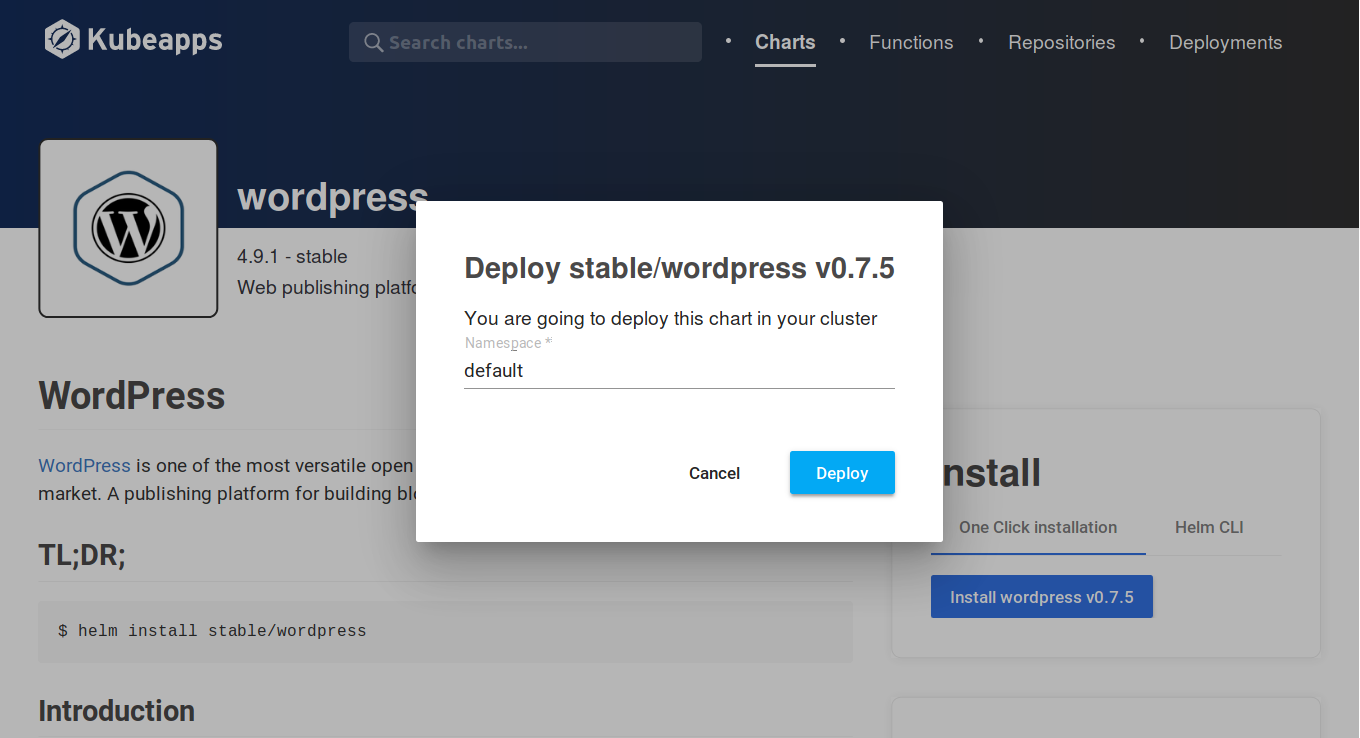 Kubeapps
Search charts...
• Charts • Functions • Repositories • Deployments
W
wordpress
4.9.1 - stable
Web publishing
Deploy stable/wordpress v0.7.5
You are going to deploy this chart in your cluster
Namespace *
default
Cancel Deploy
WordPress
WordPress is one of the most versatile open
market. A publishing platform for building
TL;DR;
$ helm install stable/wordpress
Introduction
nstall
One Click installation Helm CLI
Install wordpress v0.7.5